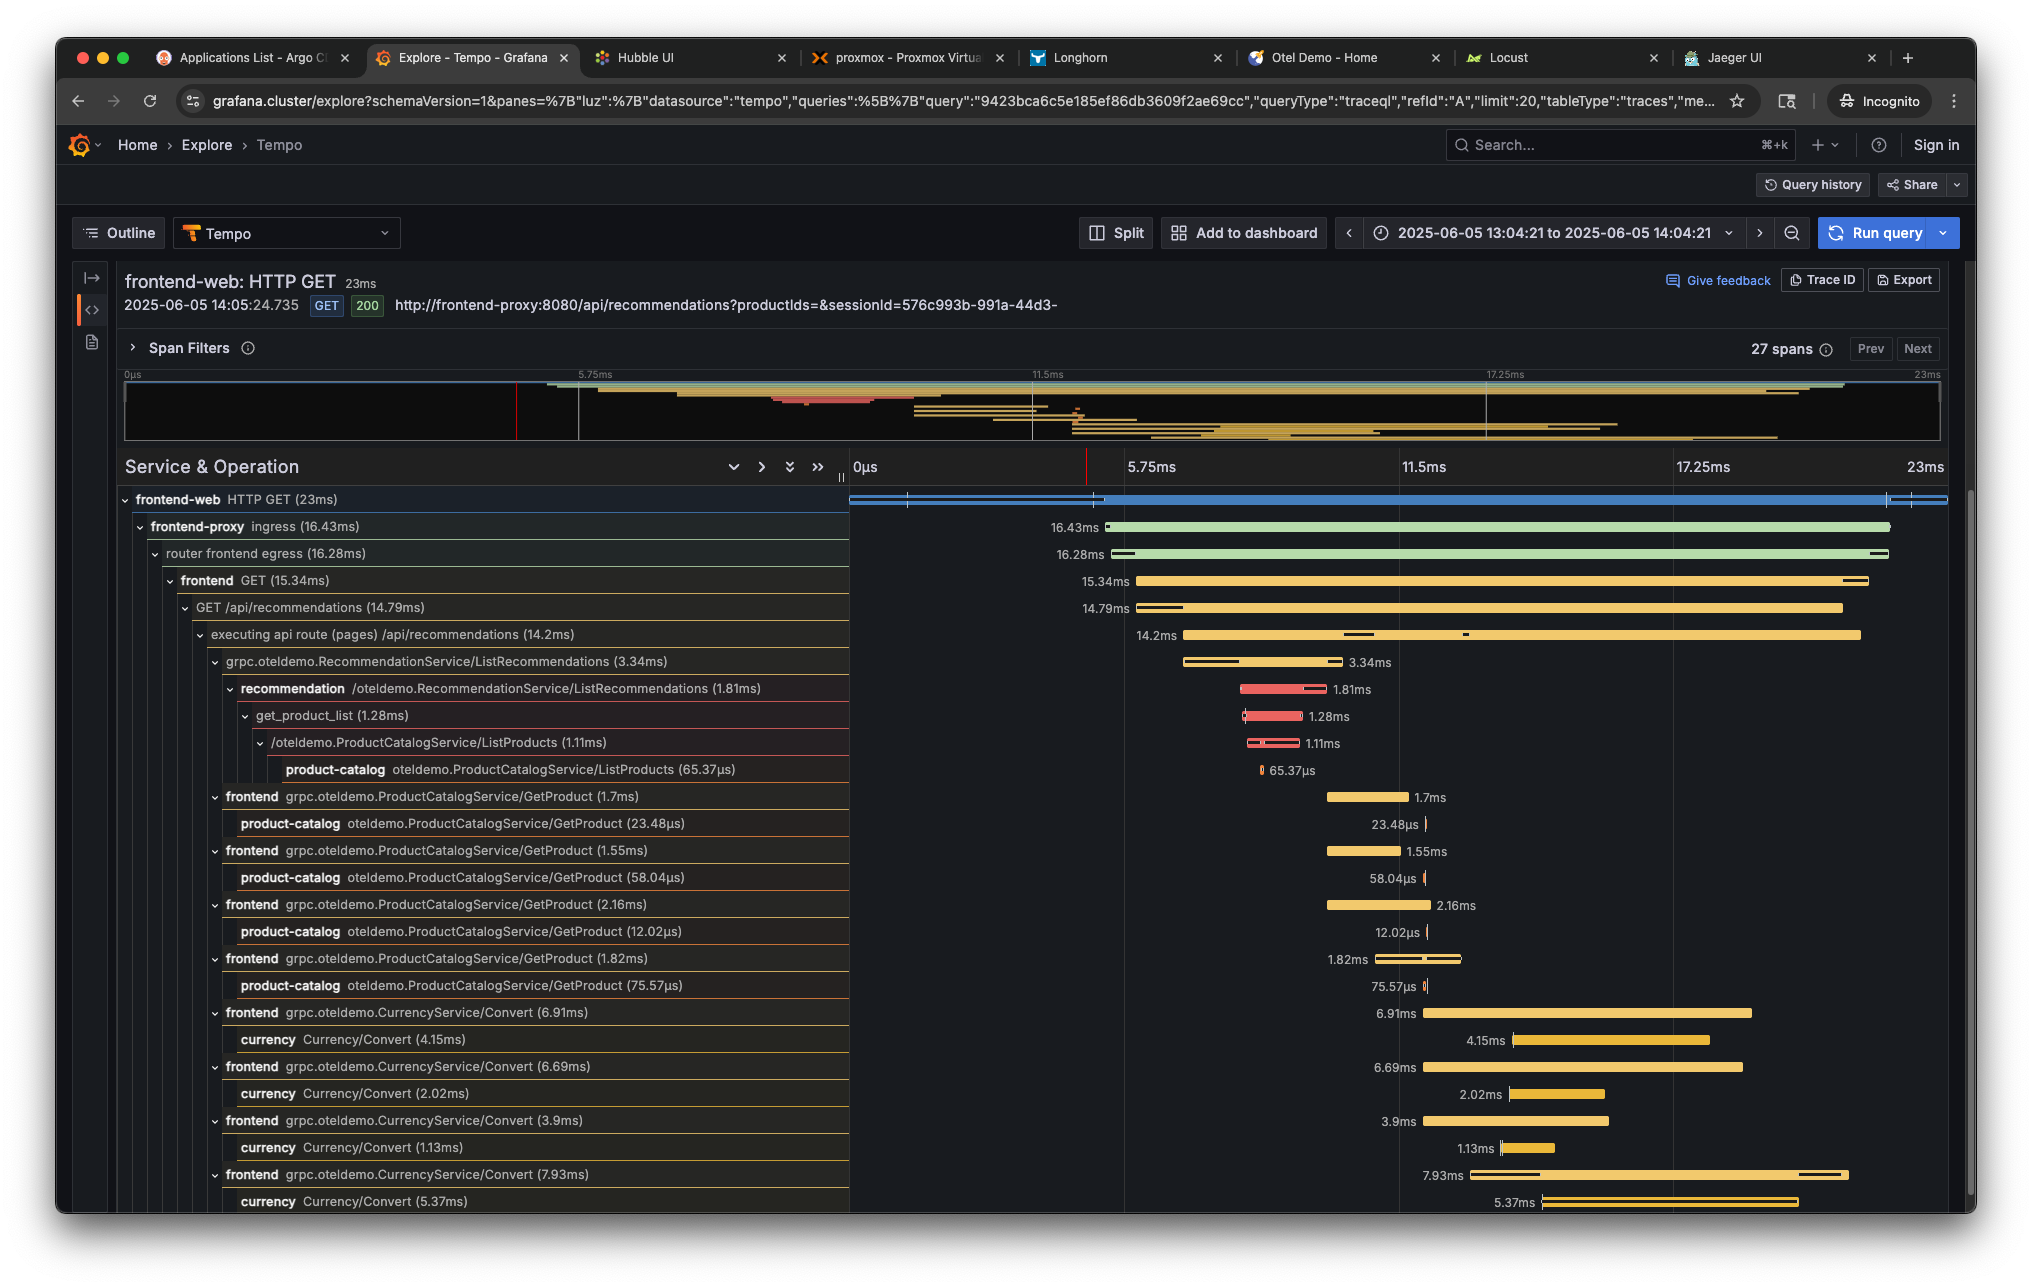 Applications List - Argo C
Explore - Tempo - Grafana
Hubble UI
proxmox - Proxmox Virtua
Longhorn
Otel Demo - Home
Locust
Jaeger UI
grafana.cluster/explore?schemaVersion=1&panes=%7B"luz":%7B"datasource":"tempo","queries":%5B%7B"query":"9423bca6c5e185ef86db3609f2ae69cc","queryType":"traceql","refId":"A","limit":20,"tableType":"traces","me...
Incognito
Home › Explore › Tempo
Search...
⌘+k
Sign in
Query history
Share
Outline
Tempo
Split
Add to dashboard
2025-06-05 13:04:21 to 2025-06-05 14:04:21
Run query
frontend-web: HTTP GET 23ms
Give feedback
Trace ID
Export
2025-06-05 14:05:24.735 GET 200 http://frontend-proxy:8080/api/recommendations?productIds=&sessionId=576c993b-991a-44d3-
Span Filters
27 spans
Prev
Next
0µs 5.75ms 11.5ms 17.25ms 23ms
Service & Operation
0µs 5.75ms 11.5ms 17.25ms 23ms
frontend-web HTTP GET (23ms)
frontend-proxy ingress (16.43ms) 16.43ms
router frontend egress (16.28ms) 16.28ms
frontend GET (15.34ms) 15.34ms
GET /api/recommendations (14.79ms) 14.79ms
executing api route (pages) /api/recommendations (14.2ms) 14.2ms
grpc.oteldemo.RecommendationService/ListRecommendations (3.34ms) 3.34ms
recommendation /oteldemo.RecommendationService/ListRecommendations (1.81ms) 1.81ms
get_product_list (1.28ms) 1.28ms
/oteldemo.ProductCatalogService/ListProducts (1.11ms) 1.11ms
product-catalog oteldemo.ProductCatalogService/ListProducts (65.37µs) 65.37µs
frontend grpc.oteldemo.ProductCatalogService/GetProduct (1.7ms) 1.7ms
product-catalog oteldemo.ProductCatalogService/GetProduct (23.48µs) 23.48µs
frontend grpc.oteldemo.ProductCatalogService/GetProduct (1.55ms) 1.55ms
product-catalog oteldemo.ProductCatalogService/GetProduct (58.04µs) 58.04µs
frontend grpc.oteldemo.ProductCatalogService/GetProduct (2.16ms) 2.16ms
product-catalog oteldemo.ProductCatalogService/GetProduct (12.02µs) 12.02µs
frontend grpc.oteldemo.ProductCatalogService/GetProduct (1.82ms) 1.82ms
product-catalog oteldemo.ProductCatalogService/GetProduct (75.57µs) 75.57µs
frontend grpc.oteldemo.CurrencyService/Convert (6.91ms) 6.91ms
currency Currency/Convert (4.15ms) 4.15ms
frontend grpc.oteldemo.CurrencyService/Convert (6.69ms) 6.69ms
currency Currency/Convert (2.02ms) 2.02ms
frontend grpc.oteldemo.CurrencyService/Convert (3.9ms) 3.9ms
currency Currency/Convert (1.13ms) 1.13ms
frontend grpc.oteldemo.CurrencyService/Convert (7.93ms) 7.93ms
currency Currency/Convert (5.37ms) 5.37ms